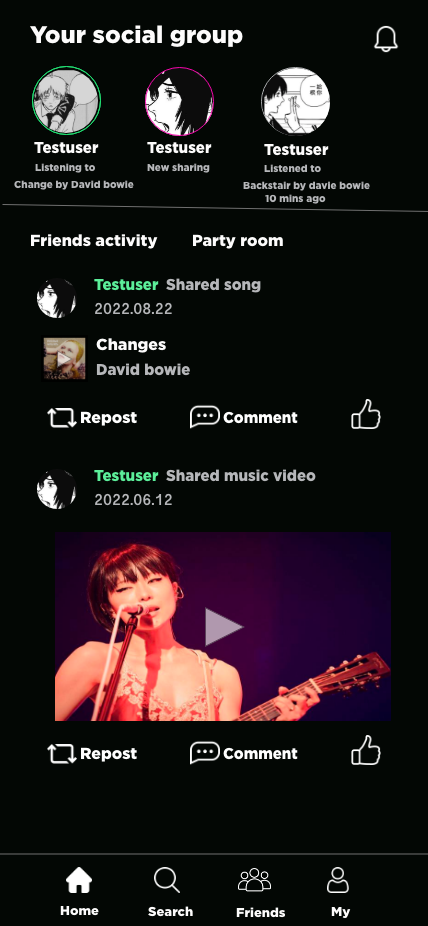 Your social group
Testuser
Listening to
Change by David bowie
Testuser
New sharing
Testuser
Listened to
Backstair by davie bowie
10 mins ago
Friends activity
Party room
Testuser Shared song
2022.08.22
Changes
David bowie
Repost
Comment
Testuser Shared music video
2022.06.12
Repost
Comment
Home
Search
Friends
My